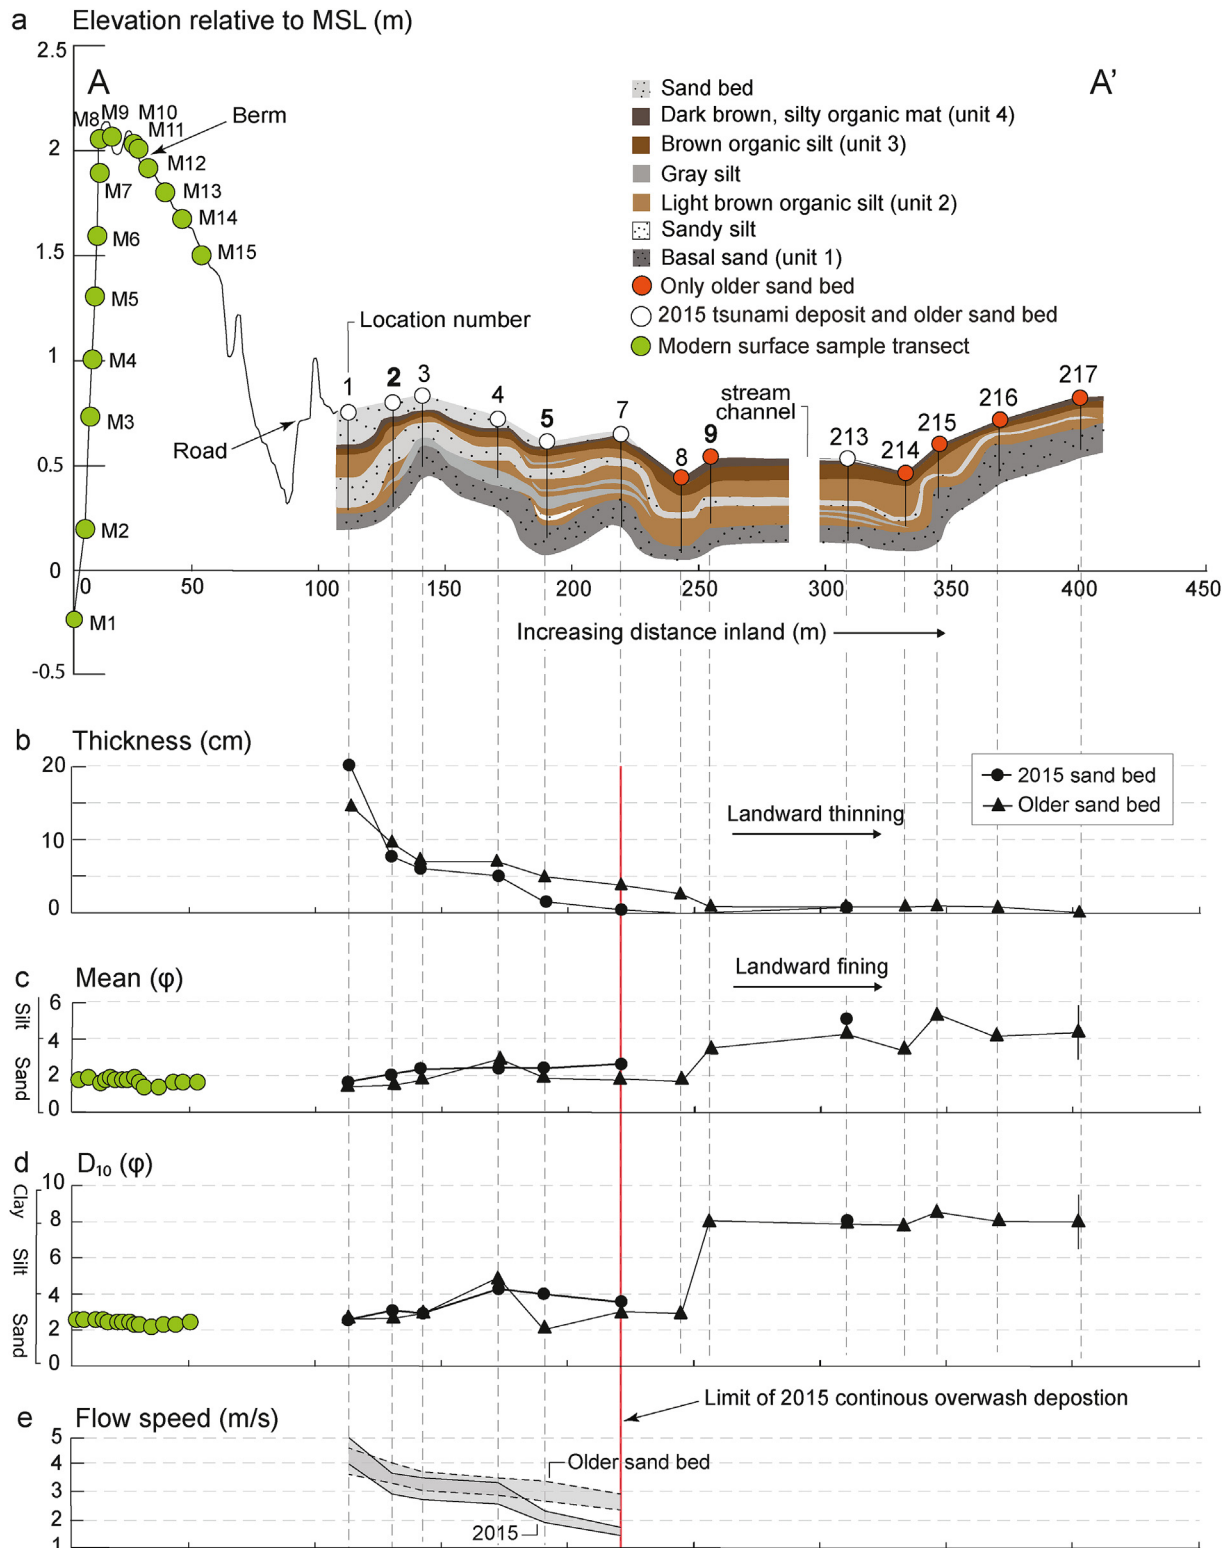 a Elevation relative to MSL (m)
2.5
A
A'
M8 M9 M10
M11
Berm
2
M12
M7
M13
M14
M6
1.5
M15
M5
1
M4
M3
Road
0.5
M2
0
M1
-0.5
Sand bed
Dark brown, silty organic mat (unit 4)
Brown organic silt (unit 3)
Gray silt
Light brown organic silt (unit 2)
Sandy silt
Basal sand (unit 1)
Only older sand bed
2015 tsunami deposit and older sand bed
Modern surface sample transect
Location number
stream
channel
1 2 3 4 5 7 8 9 213 214 215 216 217
0 50 100 150 200 250 300 350 400 450
Increasing distance inland (m)
b Thickness (cm)
20
10
0
2015 sand bed
Older sand bed
Landward thinning
c Mean (φ)
Silt
Sand
6
4
2
0
Landward fining
d D₁₀ (φ)
Clay
Silt
Sand
10
8
6
4
2
0
e Flow speed (m/s)
5
4
3
2
1
Limit of 2015 continous overwash depostion
Older sand bed
2015